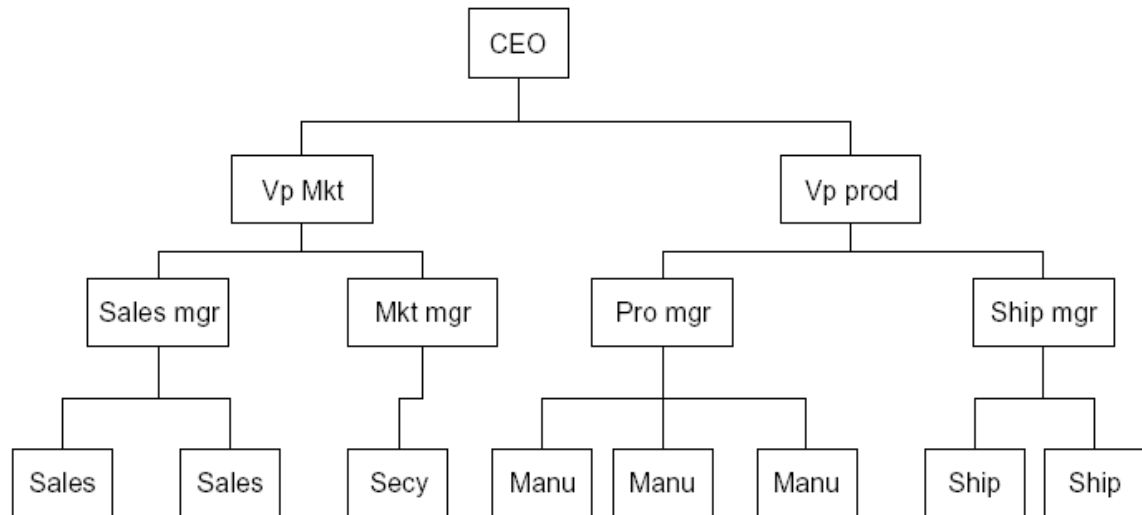 CEO
Vp Mkt
Vp prod
Sales mgr
Mkt mgr
Pro mgr
Ship mgr
Sales
Sales
Secy
Manu
Manu
Manu
Ship
Ship